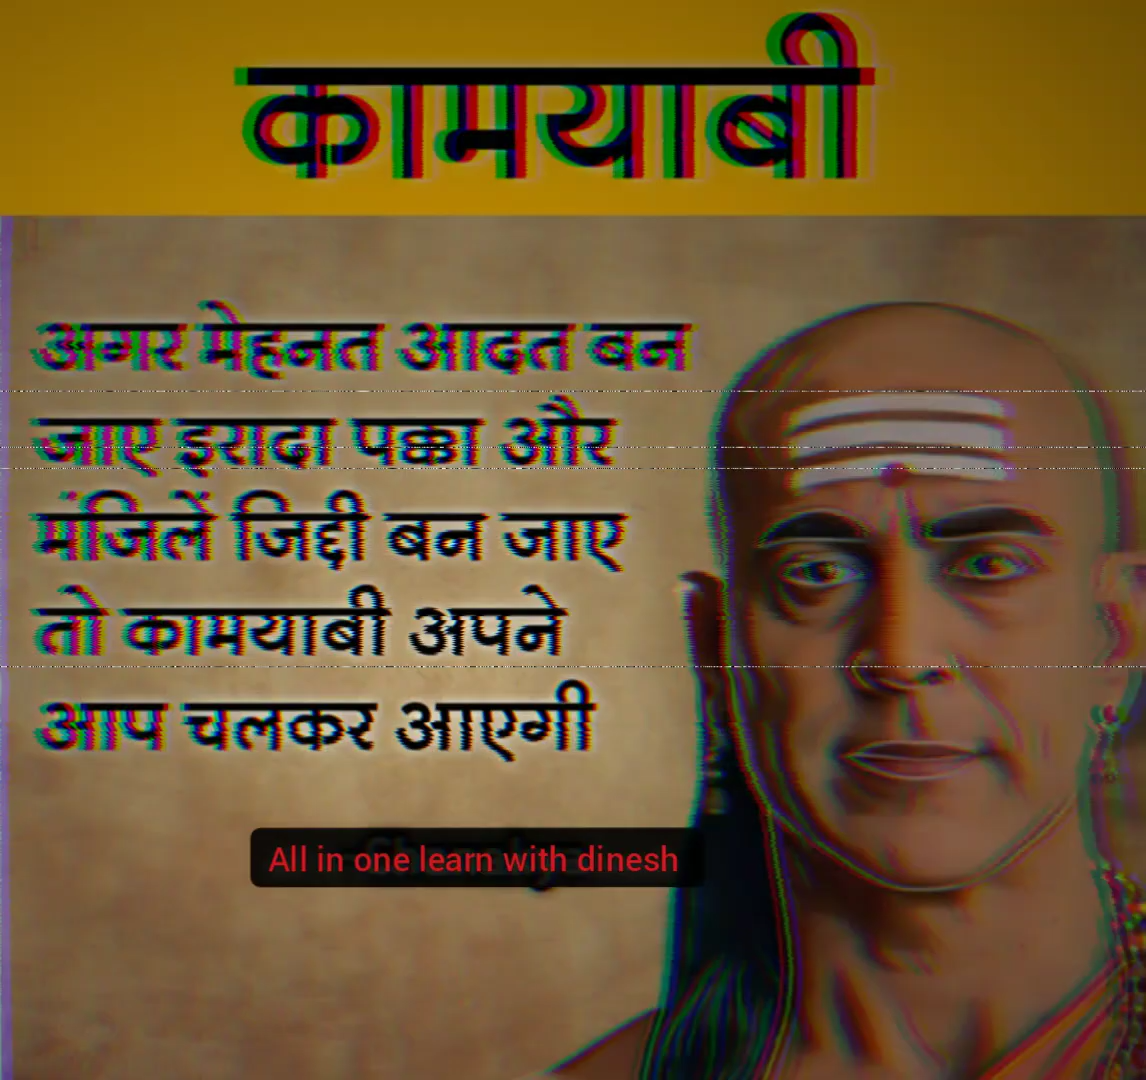 कामयाबी
अगर मेहनत आदत बन
जाए इरादा पक्का और
मंजिलें जिद्दी बन जाए
तो कामयाबी अपने
आप चलकर आएगी
All in one learn with dinesh